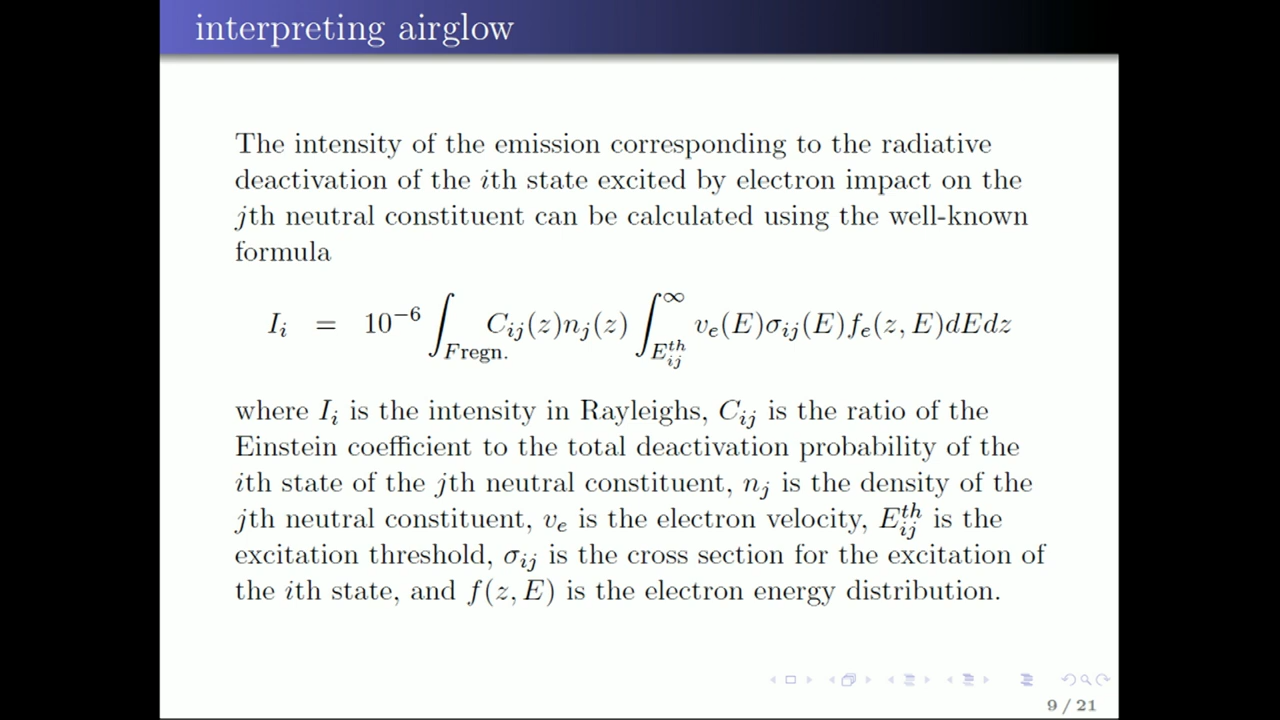 interpreting airglow
The intensity of the emission corresponding to the radiative
deactivation of the ith state excited by electron impact on the
jth neutral constituent can be calculated using the well-known
formula
I_i = 10^{-6} ∫_{Fregn.} C_{ij}(z)n_j(z) ∫_{E_{ij}^{th}}^{∞} v_e(E)σ_{ij}(E)f_e(z, E)dEdz
where I_i is the intensity in Rayleighs, C_{ij} is the ratio of the
Einstein coefficient to the total deactivation probability of the
ith state of the jth neutral constituent, n_j is the density of the
jth neutral constituent, v_e is the electron velocity, E_{ij}^{th} is the
excitation threshold, σ_{ij} is the cross section for the excitation of
the ith state, and f(z, E) is the electron energy distribution.
9 / 21